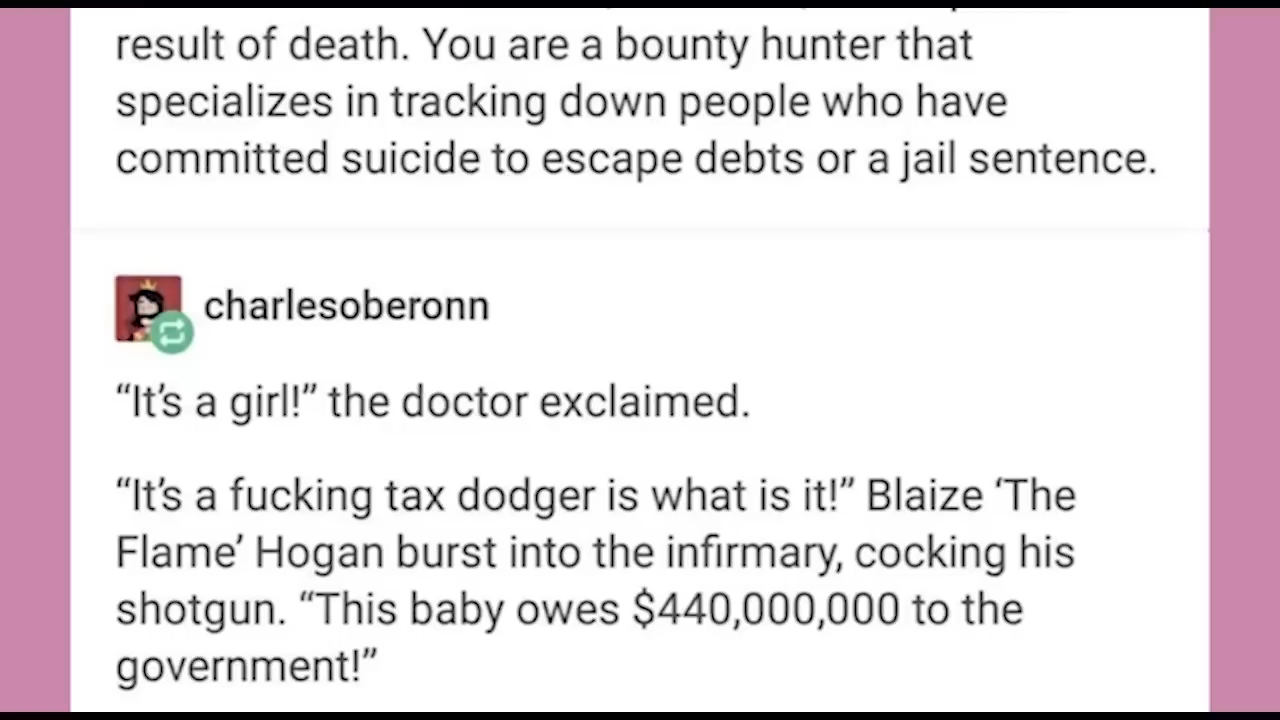 result of death. You are a bounty hunter that
specializes in tracking down people who have
committed suicide to escape debts or a jail sentence.
charlesoberonn
“It’s a girl!” the doctor exclaimed.
“It’s a fucking tax dodger is what is it!” Blaize ‘The
Flame’ Hogan burst into the infirmary, cocking his
shotgun. “This baby owes $440,000,000 to the
government!”